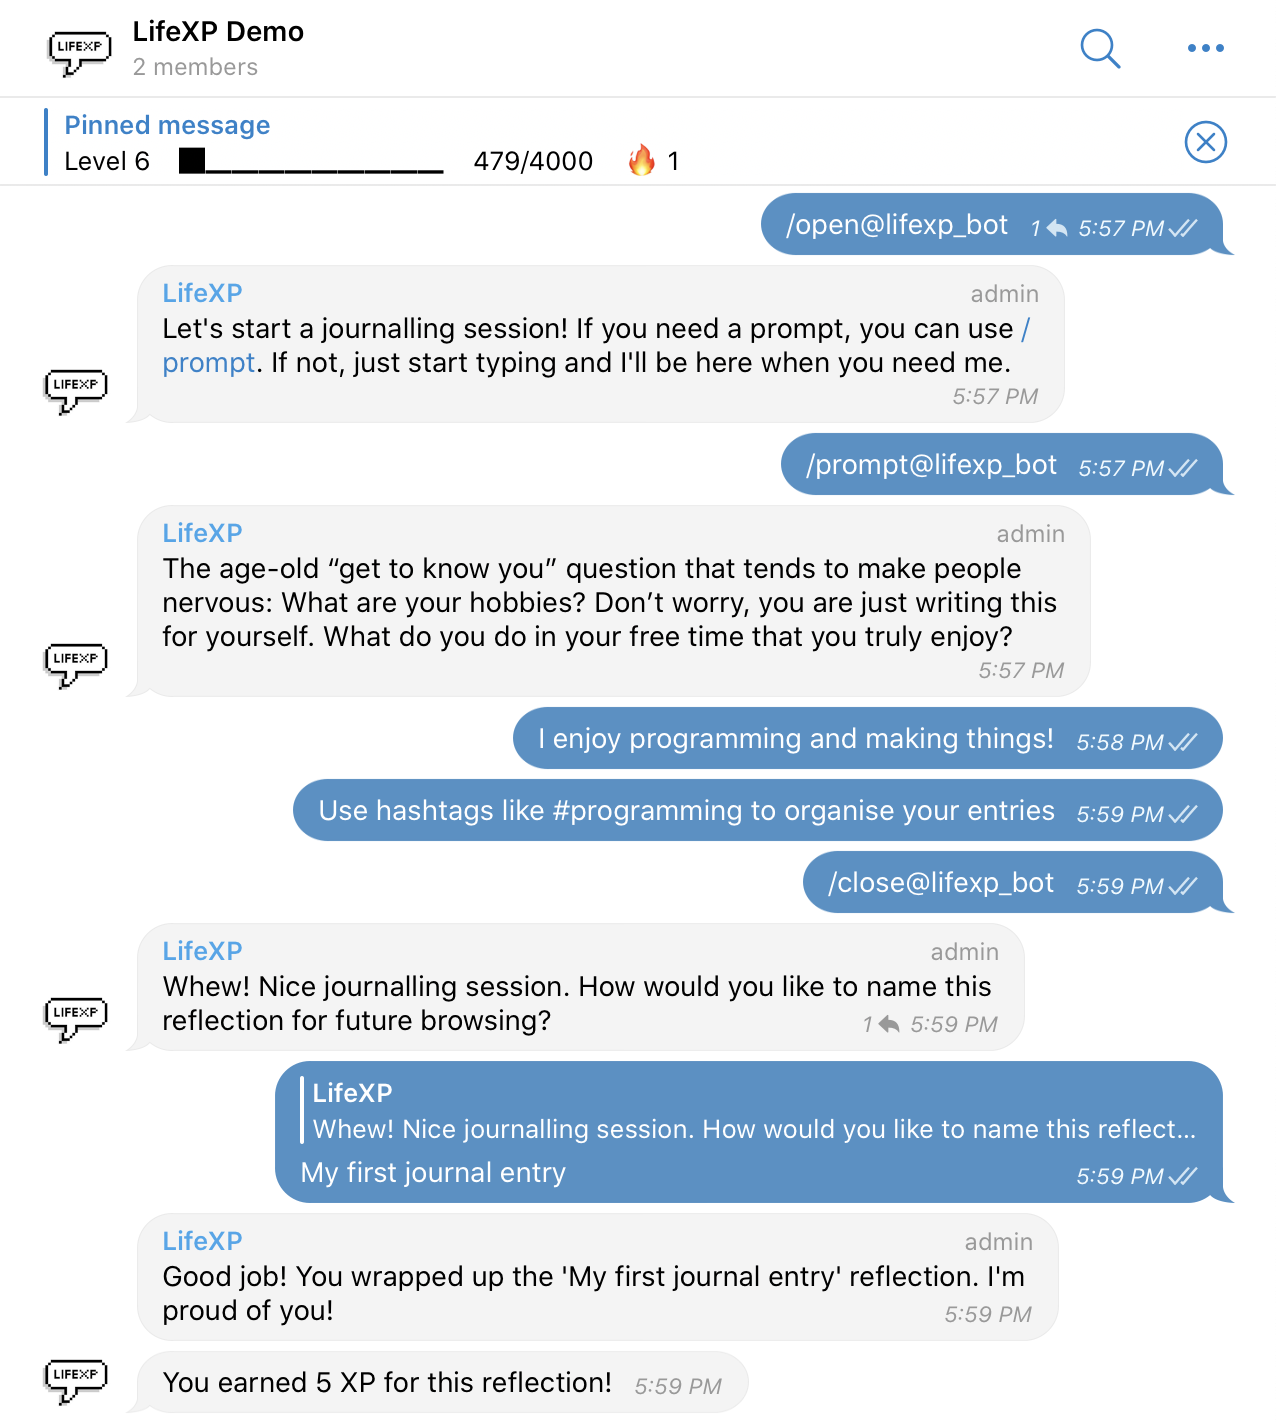 LIFEXP
LifeXP Demo
2 members
Pinned message
Level 6 479/4000 🔥 1
/open@lifexp_bot 1 5:57 PM
LifeXP admin
Let's start a journalling session! If you need a prompt, you can use /
prompt. If not, just start typing and I'll be here when you need me.
5:57 PM
LIFEXP
/prompt@lifexp_bot 5:57 PM
LifeXP admin
The age-old “get to know you” question that tends to make people
nervous: What are your hobbies? Don’t worry, you are just writing this
for yourself. What do you do in your free time that you truly enjoy?
5:57 PM
LIFEXP
I enjoy programming and making things! 5:58 PM
Use hashtags like #programming to organise your entries 5:59 PM
/close@lifexp_bot 5:59 PM
LifeXP admin
Whew! Nice journalling session. How would you like to name this
reflection for future browsing? 1 5:59 PM
LIFEXP
LifeXP
Whew! Nice journalling session. How would you like to name this reflect...
My first journal entry 5:59 PM
LifeXP admin
Good job! You wrapped up the 'My first journal entry' reflection. I'm
proud of you! 5:59 PM
LIFEXP
You earned 5 XP for this reflection! 5:59 PM